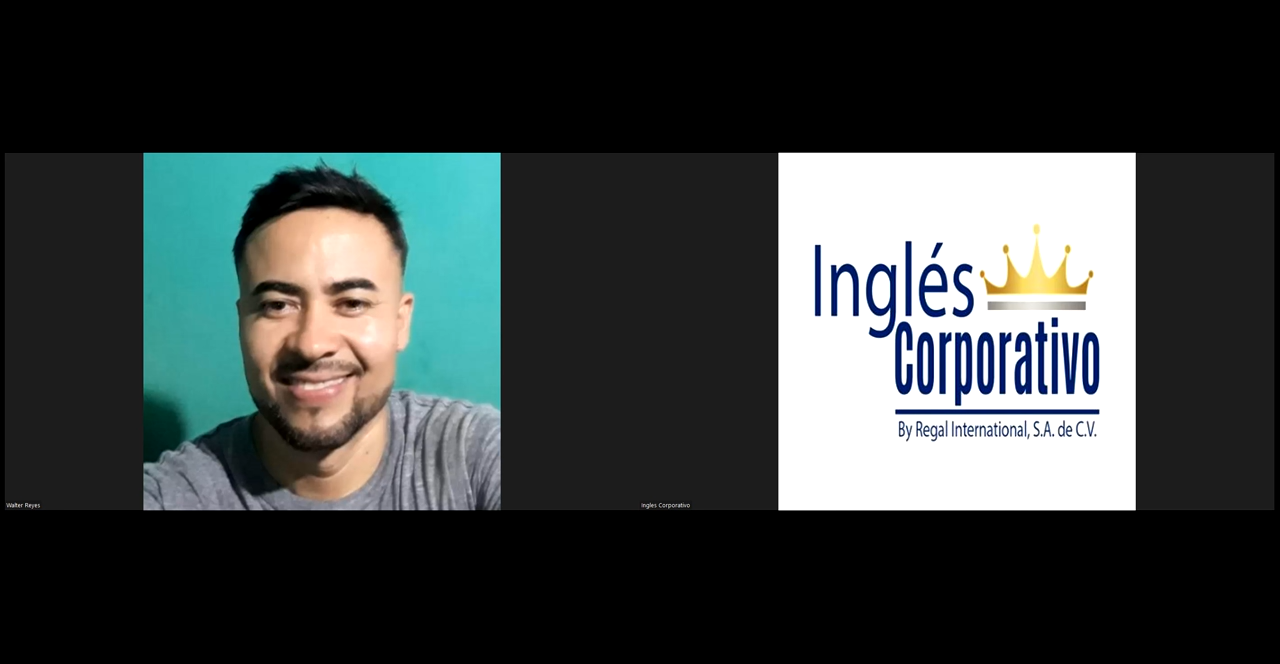 Inglés
Corporativo
By Regal International, S.A. de C.V.
Walter Reyes
Ingles Corporativo